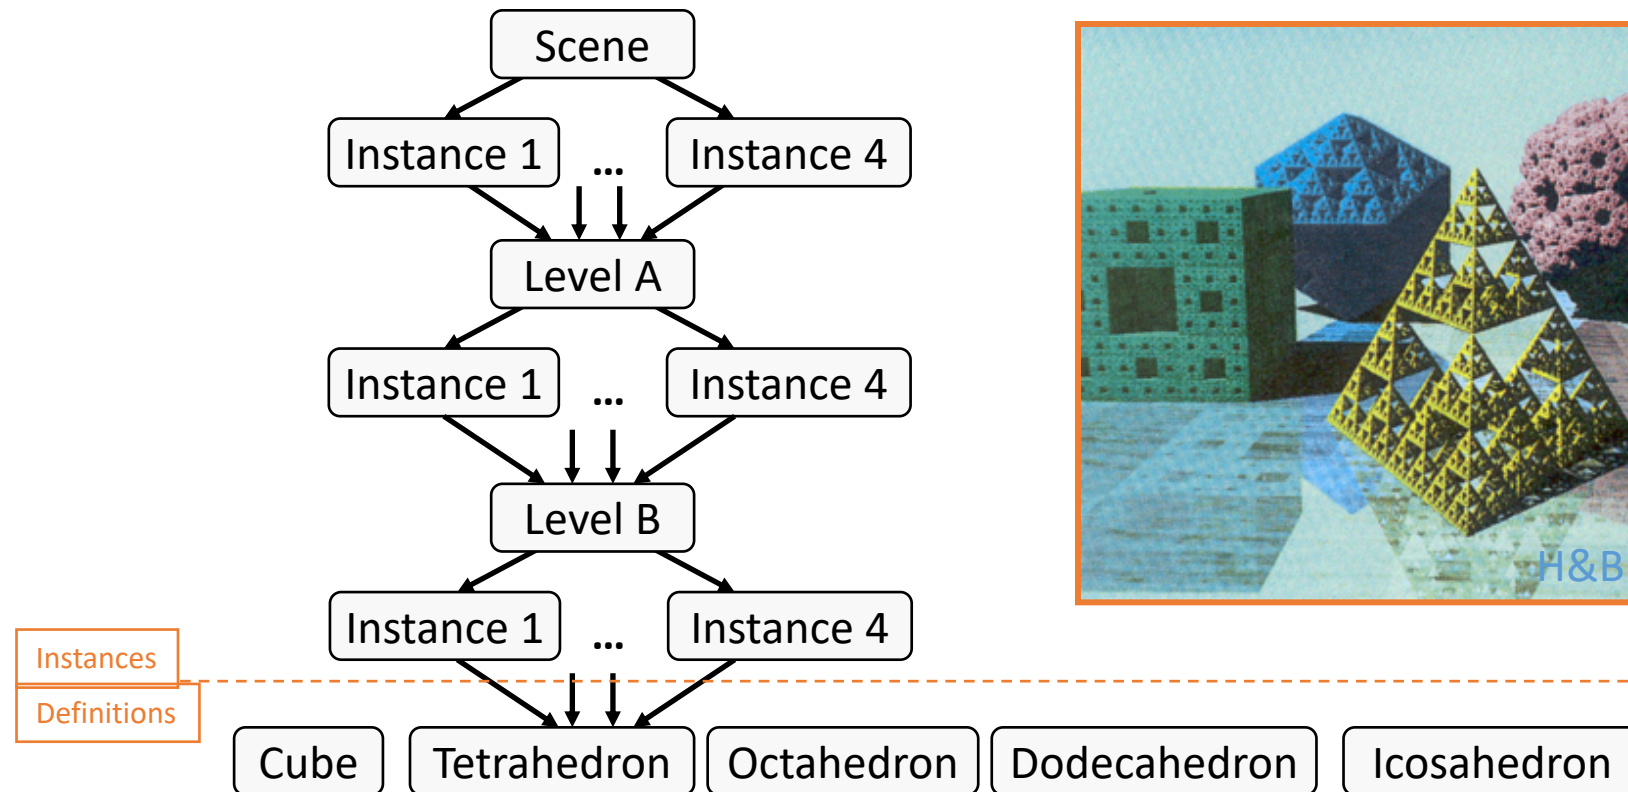 Scene
Instance 1 ... Instance 4
Level A
Instance 1 ... Instance 4
Level B
Instance 1 ... Instance 4
Instances
Definitions
Cube Tetrahedron Octahedron Dodecahedron Icosahedron
H&B